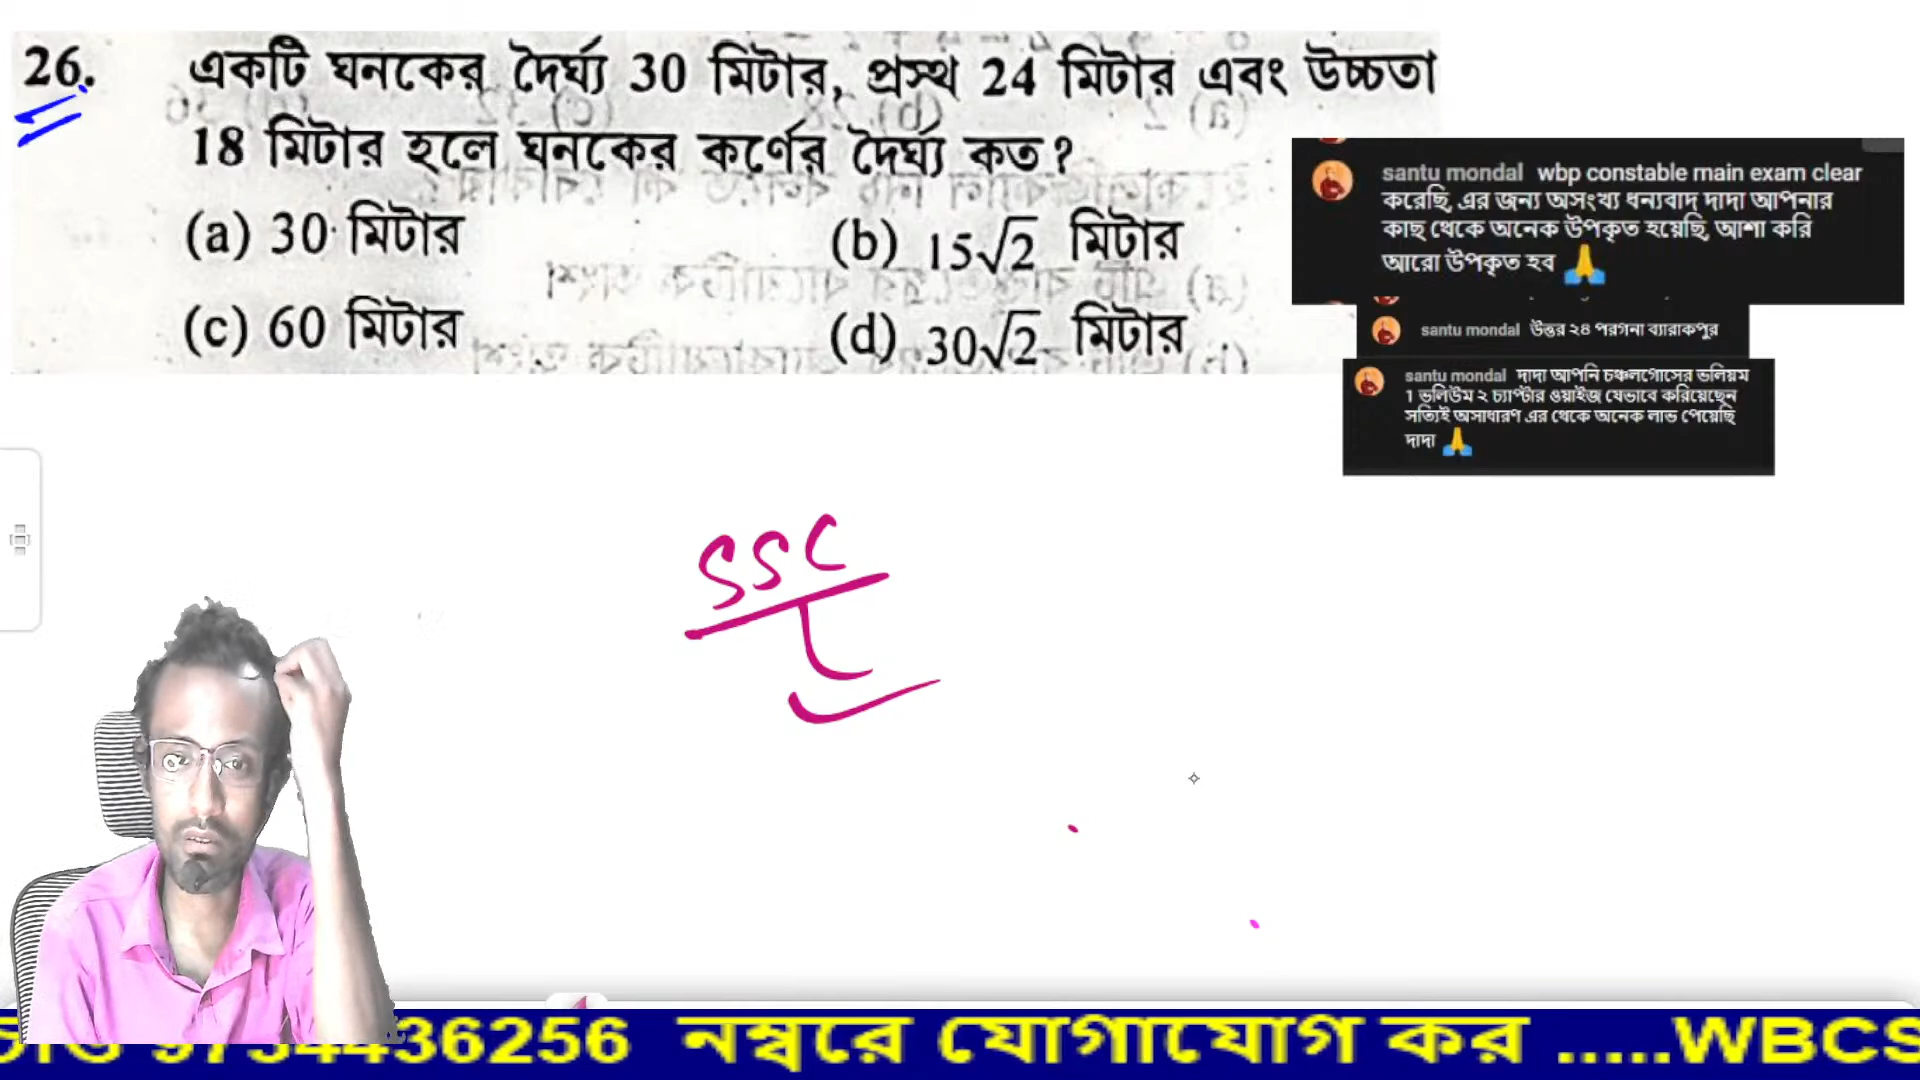 26. একটি ঘনকের দৈর্ঘ্য 30 মিটার, প্রস্থ 24 মিটার এবং উচ্চতা
18 মিটার হলে ঘনকের কর্ণের দৈর্ঘ্য কত?
(a) 30 মিটার (b) 15√2 মিটার
(c) 60 মিটার (d) 30√2 মিটার
santu mondal wbp constable main exam clear
করেছি, এর জন্য অসংখ্য ধন্যবাদ দাদা আপনার
কাছ থেকে অনেক উপকৃত হয়েছি, আশা করি
আরো উপকৃত হব 🙏
santu mondal উত্তর ২৪ পরগনা ব্যারাকপুর
santu mondal দাদা আপনি চঞ্চলগোসের ভলিয়ম
1 ভলিউম ২ চ্যাপ্টার ওয়াইজ যেভাবে করিয়েছেন
সত্যিই অসাধারণ এর থেকে অনেক লাভ পেয়েছি
দাদা 🙏
SSC
9734436256 নম্বরে যোগাযোগ কর .....WBCS